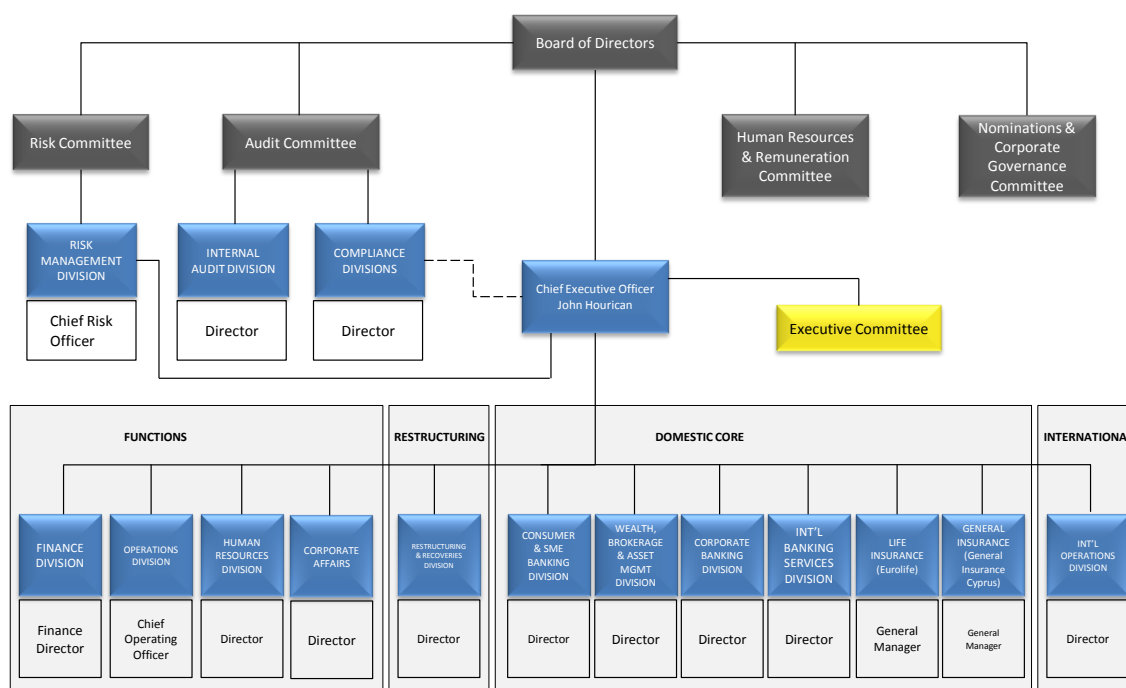 Board of Directors
Risk Committee
Audit Committee
Human Resources
& Remuneration
Committee
Nominations &
Corporate
Governance
Committee
RISK
MANAGEMENT
DIVISION
INTERNAL
AUDIT DIVISION
COMPLIANCE
DIVISIONS
Chief Executive Officer
John Hourican
Chief Risk
Officer
Director
Director
Executive Committee
FUNCTIONS
RESTRUCTURING
DOMESTIC CORE
INTERNATIONA
FINANCE
DIVISION
OPERATIONS
DIVISION
HUMAN
RESOURCES
DIVISION
CORPORATE
AFFAIRS
RESTRUCTURING
& RECOVERIES
DIVISION
CONSUMER
& SME
BANKING
DIVISION
WEALTH,
BROKERAGE
& ASSET
MGMT
DIVISION
CORPORATE
BANKING
DIVISION
INT'L
BANKING
SERVICES
DIVISION
LIFE
INSURANCE
(Eurolife)
GENERAL
INSURANCE
(General
Insurance
Cyprus)
INT'L
OPERATIONS
DIVISION
Finance
Director
Chief
Operating
Officer
Director
Director
Director
Director
Director
Director
Director
General
Manager
General
Manager
Director